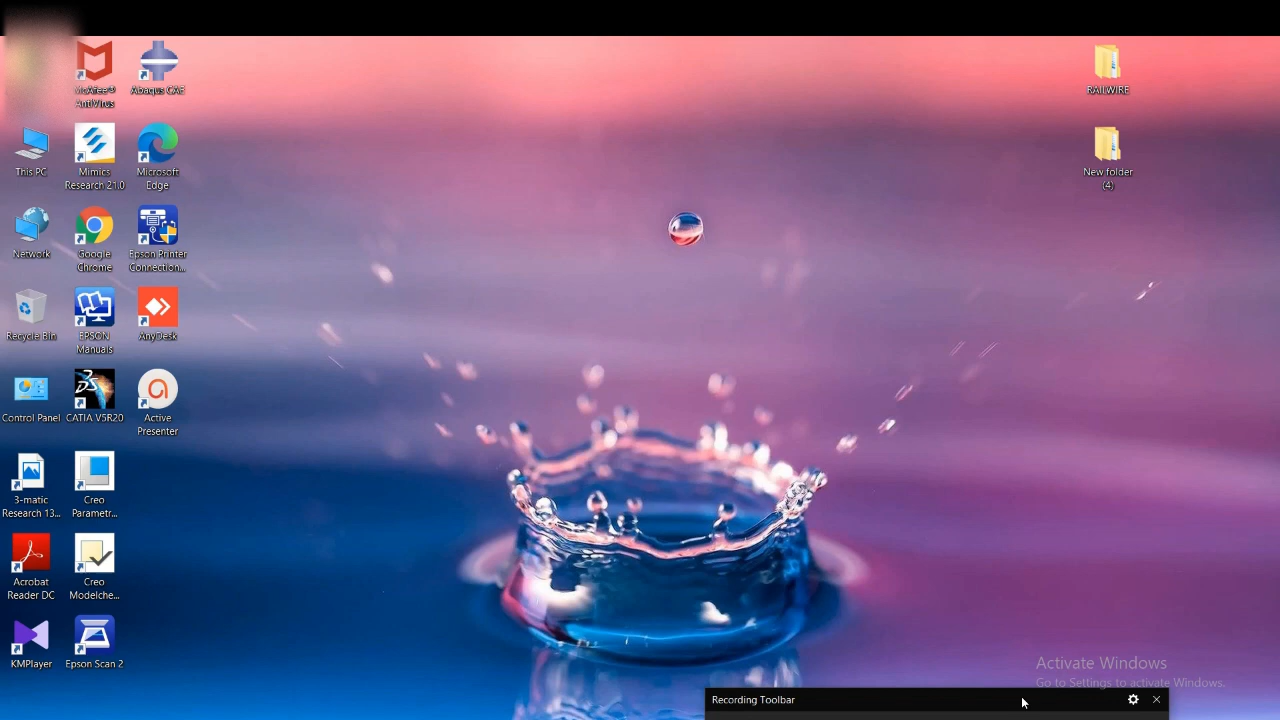 McAfee®
AntiVirus
Abaqus CAE
RAILWIRE
This PC
Mimics
Research 21.0
Microsoft
Edge
New folder
(4)
Network
Google
Chrome
Epson Printer
Connection...
Recycle Bin
EPSON
Manuals
AnyDesk
Control Panel
CATIA V5R20
Active
Presenter
3-matic
Research 13...
Creo
Parametr...
Acrobat
Reader DC
Creo
Modelche...
KMPlayer
Epson Scan 2
Activate Windows
Go to Settings to activate Windows.
Recording Toolbar